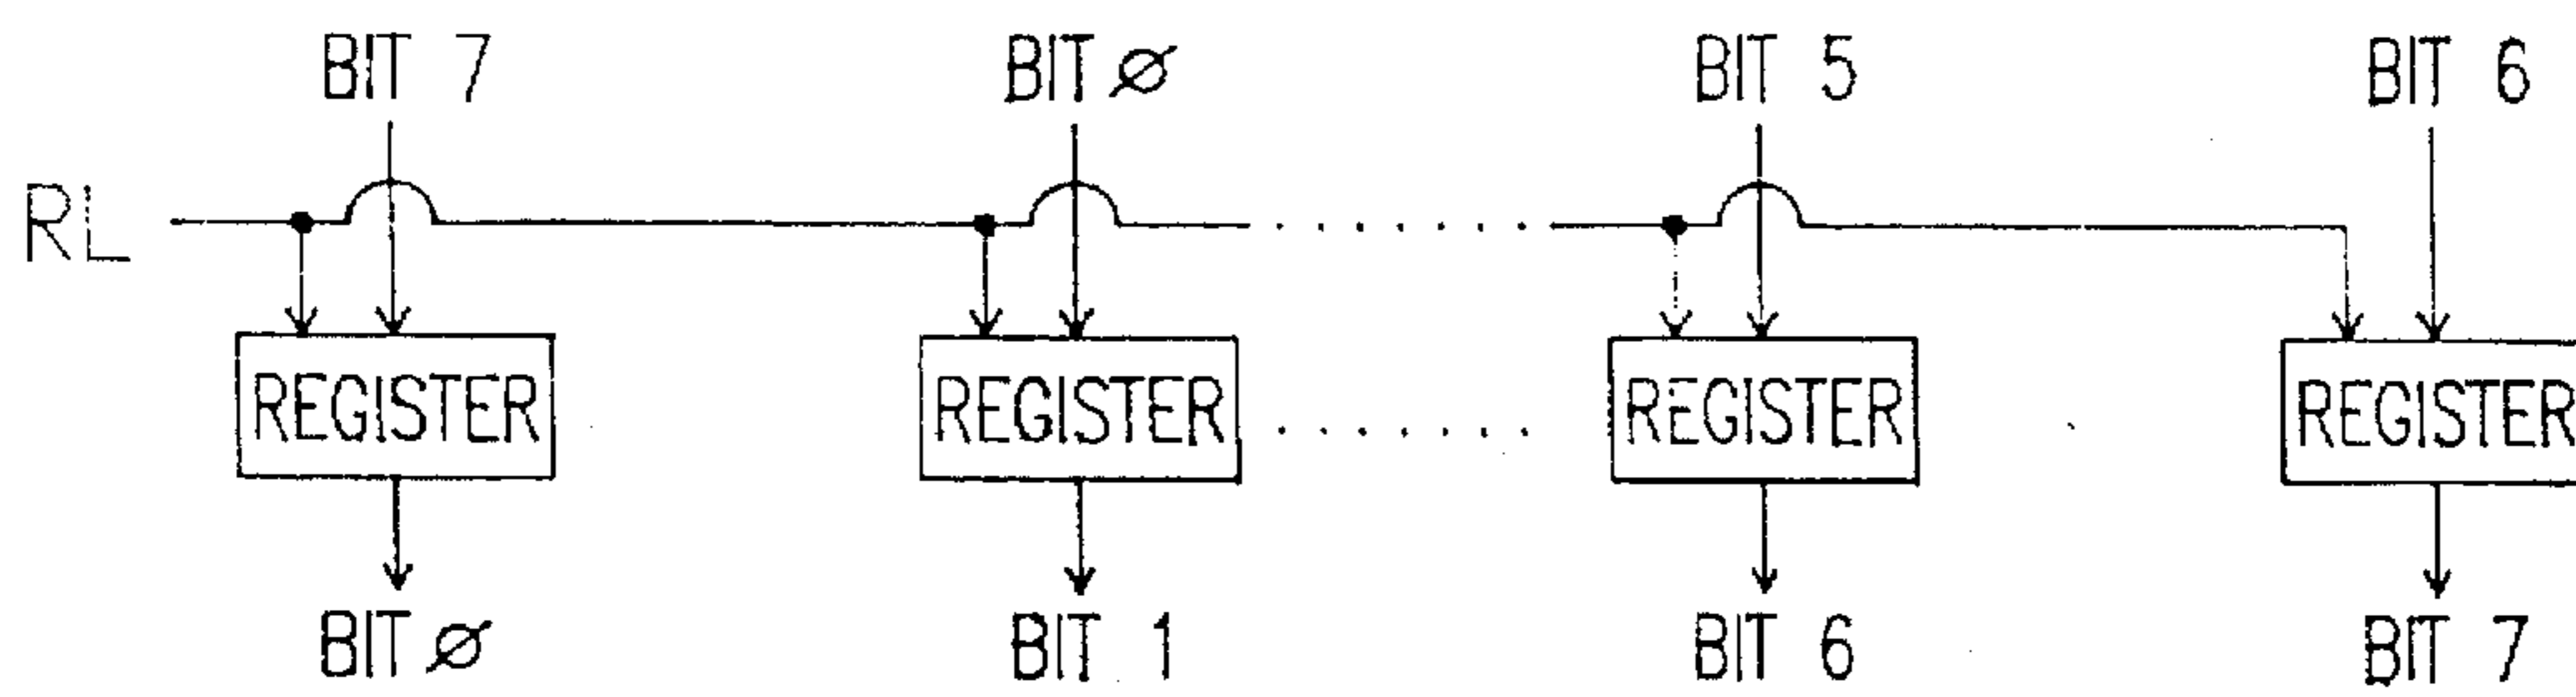 BIT 7 BIT Ø BIT 5 BIT 6
RL
REGISTER REGISTER REGISTER REGISTER
BIT Ø BIT 1 BIT 6 BIT 7